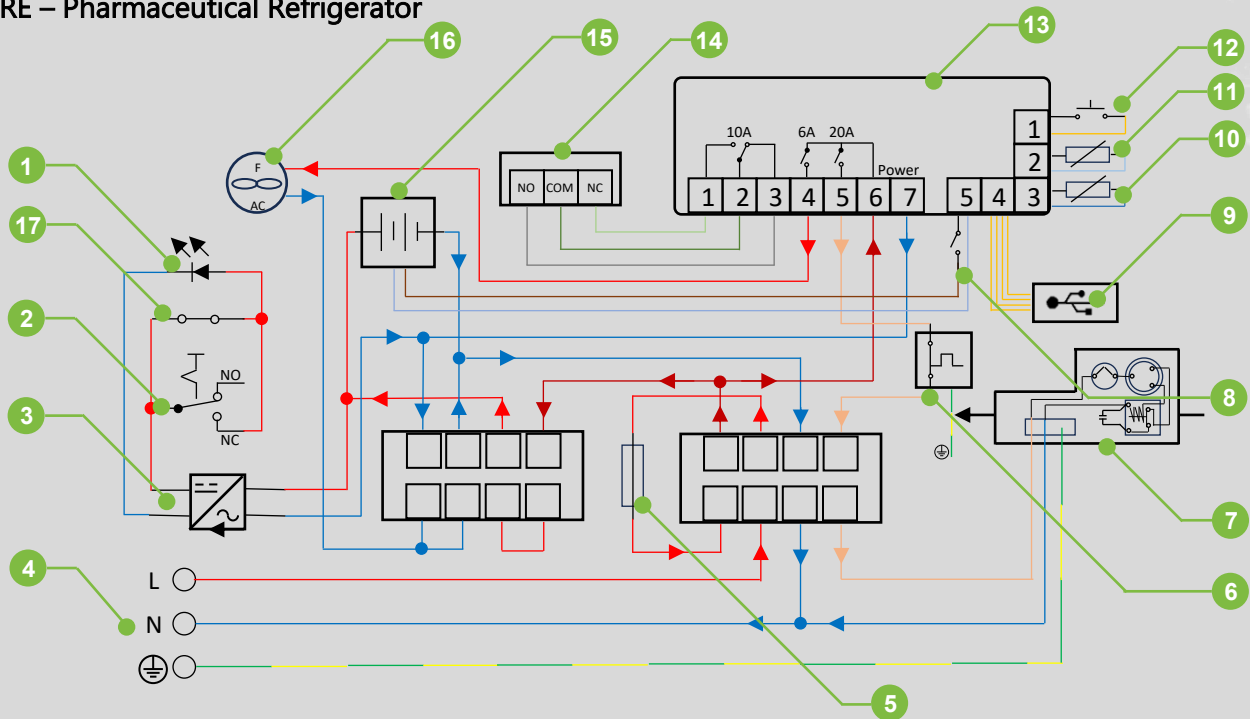 RE – Pharmaceutical Refrigerator
16
15
14
13
12
11
10
9
1
17
2
3
4
F
AC
NO COM NC
10A 6A 20A
Power
1 2 3 4 5 6 7
5 4 3
1
2
NO
NC
L
N
8
7
6
5